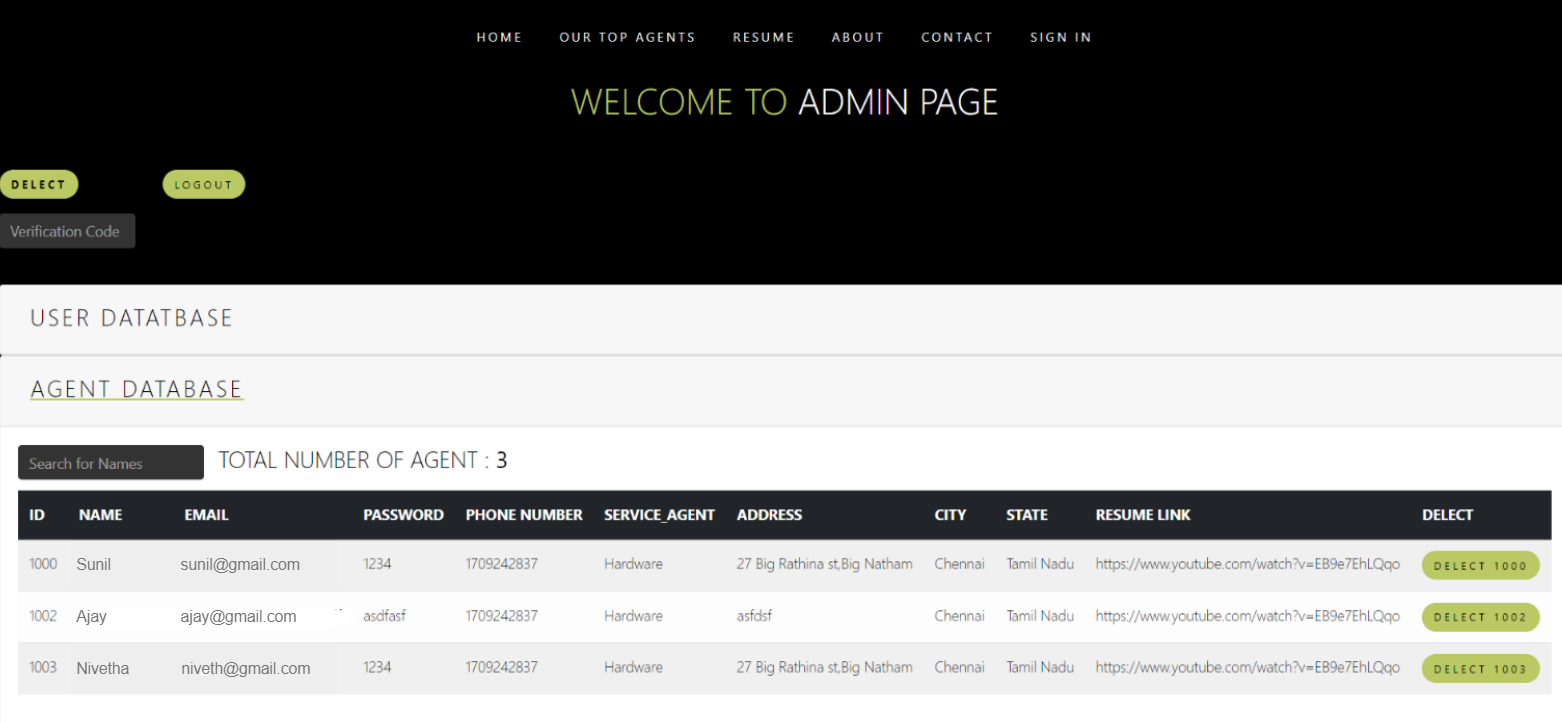 HOME OUR TOP AGENTS RESUME ABOUT CONTACT SIGN IN
WELCOME TO ADMIN PAGE
DELECT LOGOUT
Verification Code
USER DATATBASE
AGENT DATABASE
Search for Names TOTAL NUMBER OF AGENT : 3
ID NAME EMAIL PASSWORD PHONE NUMBER SERVICE_AGENT ADDRESS CITY STATE RESUME LINK DELECT
1000 Sunil sunil@gmail.com 1234 1709242837 Hardware 27 Big Rathina st,Big Natham Chennai Tamil Nadu https://www.youtube.com/watch?v=EB9e7EhLQqo DELECT 1000
1002 Ajay ajay@gmail.com asdfasf 1709242837 Hardware asfdsf Chennai Tamil Nadu https://www.youtube.com/watch?v=EB9e7EhLQqo DELECT 1002
1003 Nivetha niveth@gmail.com 1234 1709242837 Hardware 27 Big Rathina st,Big Natham Chennai Tamil Nadu https://www.youtube.com/watch?v=EB9e7EhLQqo DELECT 1003